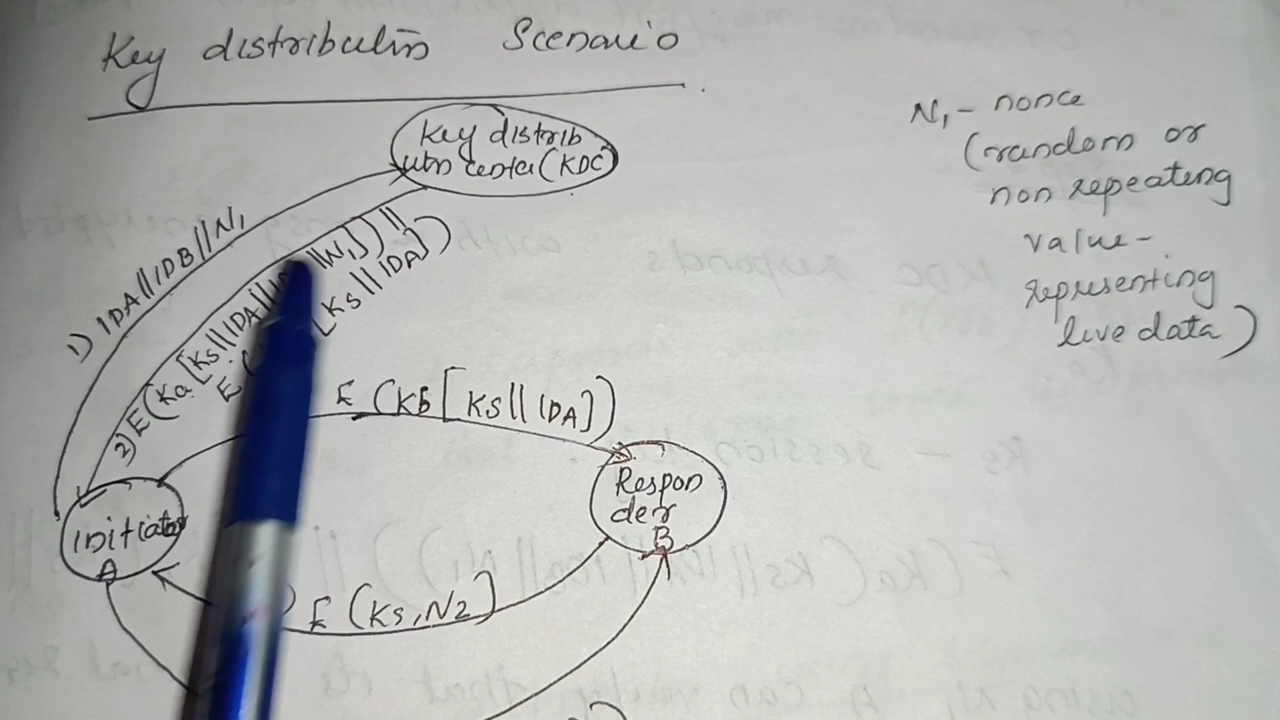 Key distribution Scenario
Key distrib
ution center (KDC)
N1 - nonce
(random or
non repeating
value -
representing
live data)
1) IDA || IDB || N1
2) E(Ka[Ks || IDA || || N1]) ||
E( [Ks || IDA])
E (Kb [Ks || IDA])
Respon
der
B
Initiator
A
E (Ks, N2)